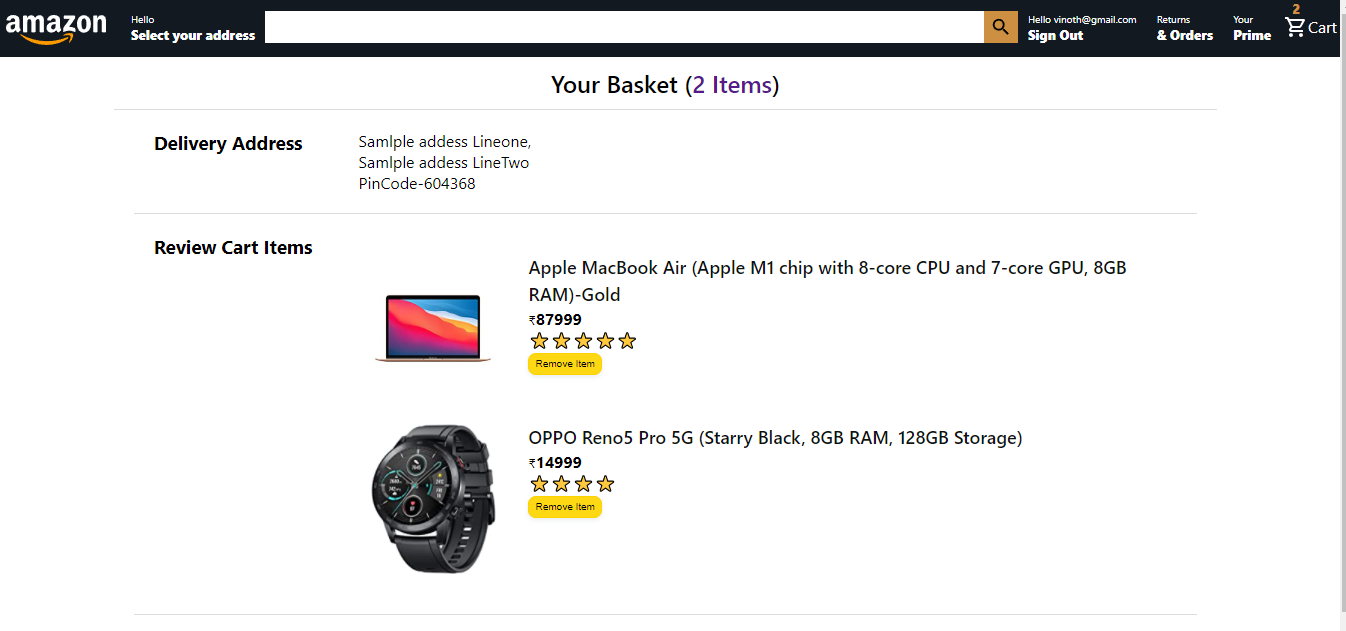 amazon
Hello
Select your address
Hello vinoth@gmail.com
Sign Out
Returns
& Orders
Your
Prime
2
Cart
Your Basket (2 Items)
Delivery Address
Samlple addess Lineone,
Samlple addess LineTwo
PinCode-604368
Review Cart Items
Apple MacBook Air (Apple M1 chip with 8-core CPU and 7-core GPU, 8GB
RAM)-Gold
₹87999
Remove Item
OPPO Reno5 Pro 5G (Starry Black, 8GB RAM, 128GB Storage)
₹14999
Remove Item